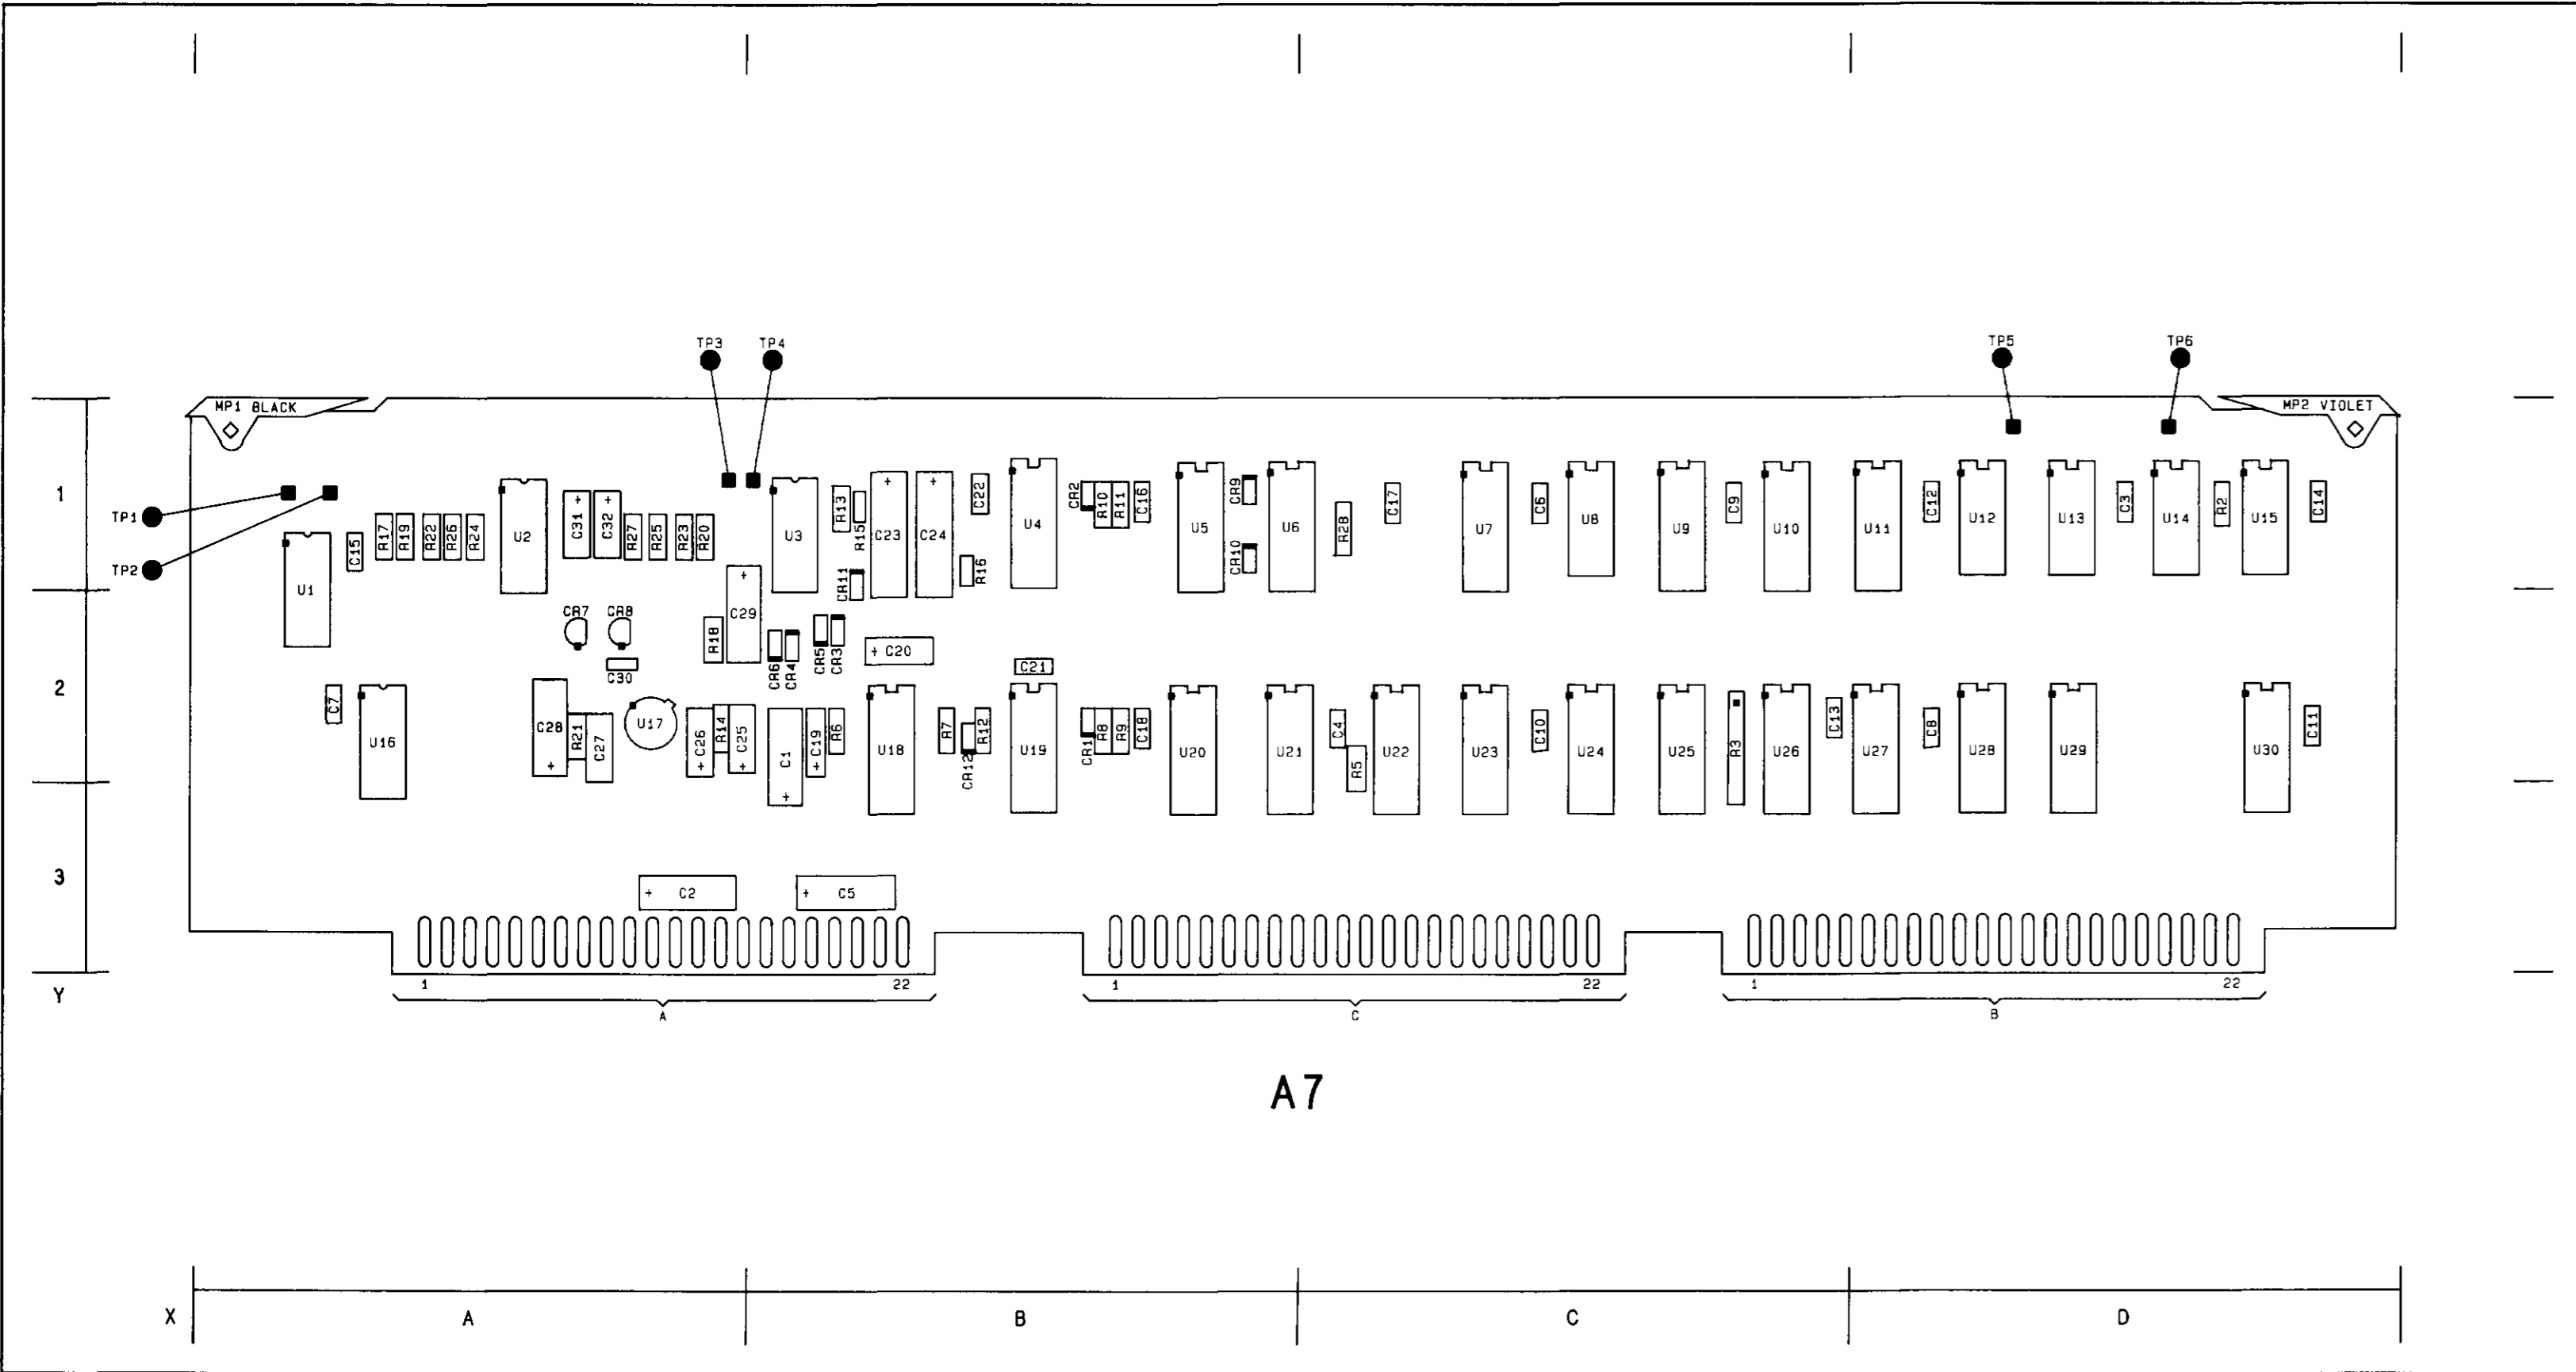 TP3 TP4 TP5 TP6
MP1 BLACK MP2 VIOLET
1
TP1
TP2
U1
C15
R17
R19
R22
R26
R24
U2
+ C31
+ C32
R27
R25
R23
R20
U3
R13
R15
+ C23
+ C24
C22
R16
CR11
U4
CR2
R10
R11
C16
U5
CR9
CR10
U6
R28
C17
U7
C6
U8
U9
C9
U10
U11
C12
U12
U13
C3
U14
R2
U15
C14
2
CR7 CR8
C30
R18
+ C29
CR6
CR4
CR5
CR3
+ C20
C21
C7
U16
C28 +
R21
C27
U17
C26 +
R14
C25 +
C1 +
C19 +
R6
U18
R7
CR12
R12
U19
CR1
R8
R9
C18
U20
U21
C4
R5
U22
U23
C10
U24
U25
R3
U26
C13
U27
C8
U28
U29
U30
C11
3
+ C2 + C5
Y
1 22 1 22 1 22
A C B
A7
X A B C D